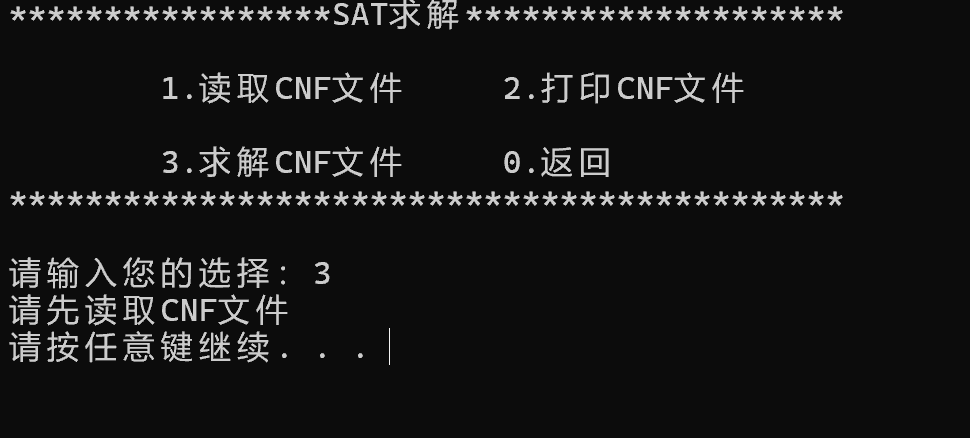 *****************SAT求解********************
1.读取CNF文件 2.打印CNF文件
3.求解CNF文件 0.返回
********************************************
请输入您的选择: 3
请先读取CNF文件
请按任意键继续. . .